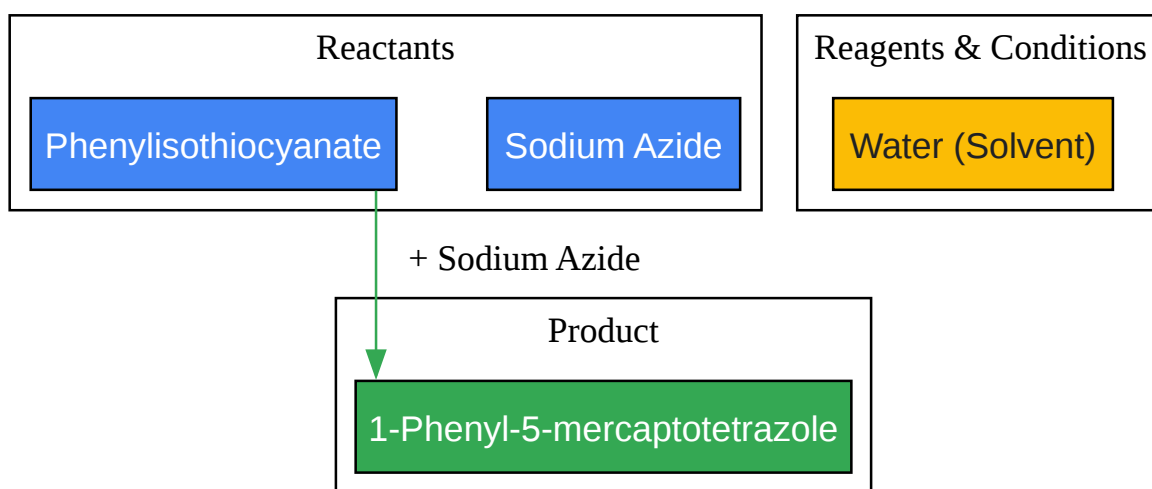 Reactants
Reagents & Conditions
Phenylisothiocyanate
Sodium Azide
Water (Solvent)
+ Sodium Azide
Product
1-Phenyl-5-mercaptotetrazole